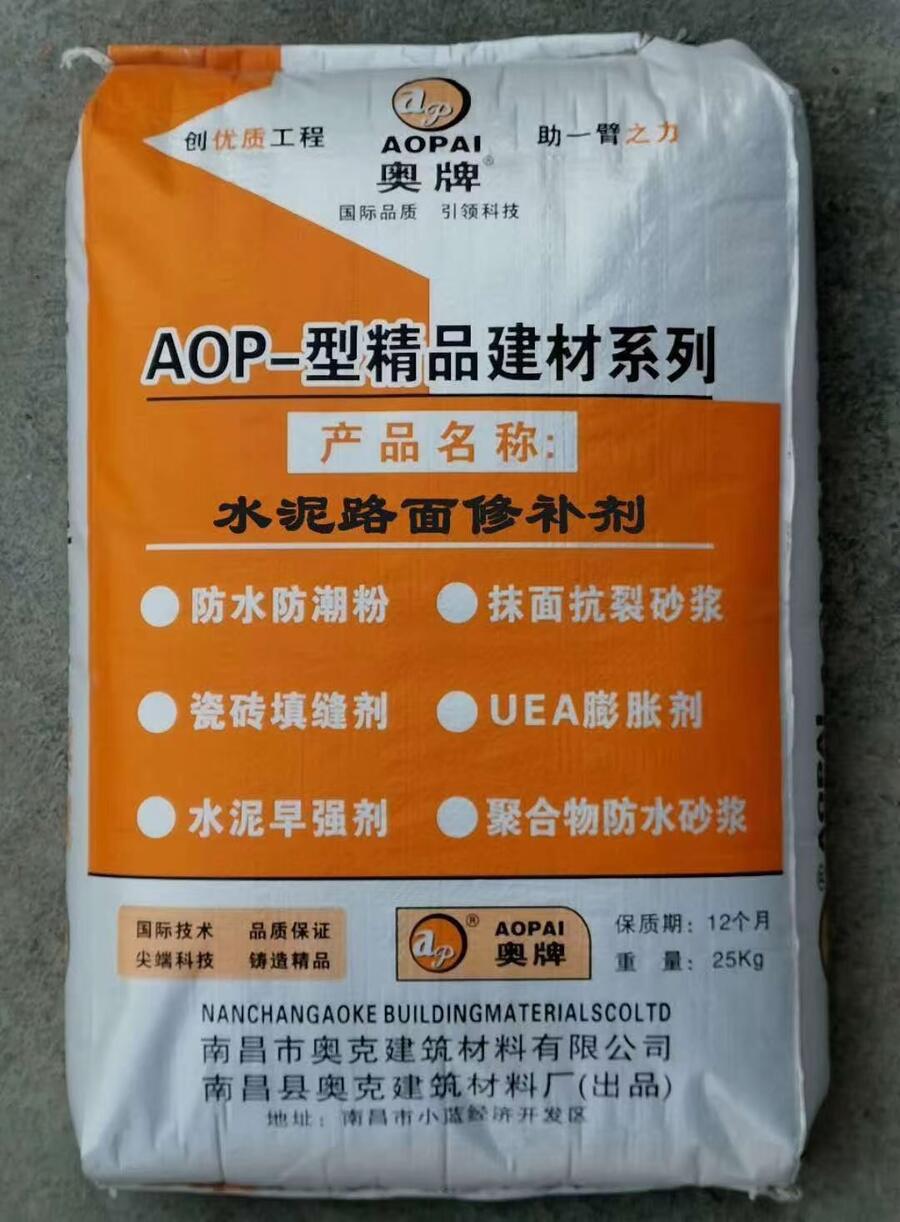 创优质工程
ap
AOPAI
奥牌®
助一臂之力
国际品质 引领科技
AOP-型精品建材系列
产品名称:
水泥路面修补剂
防水防潮粉
抹面抗裂砂浆
瓷砖填缝剂
UEA膨胀剂
水泥早强剂
聚合物防水砂浆
国际技术 品质保证
尖端科技 铸造精品
ap®
AOPAI
奥牌
保质期：12个月
重 量：25Kg
NANCHANGAOKE BUILDINGMATERIALSCOLTD
南昌市奥克建筑材料有限公司
南昌县奥克建筑材料厂(出品)
地址：南昌市小蓝经济开发区
AOPAI